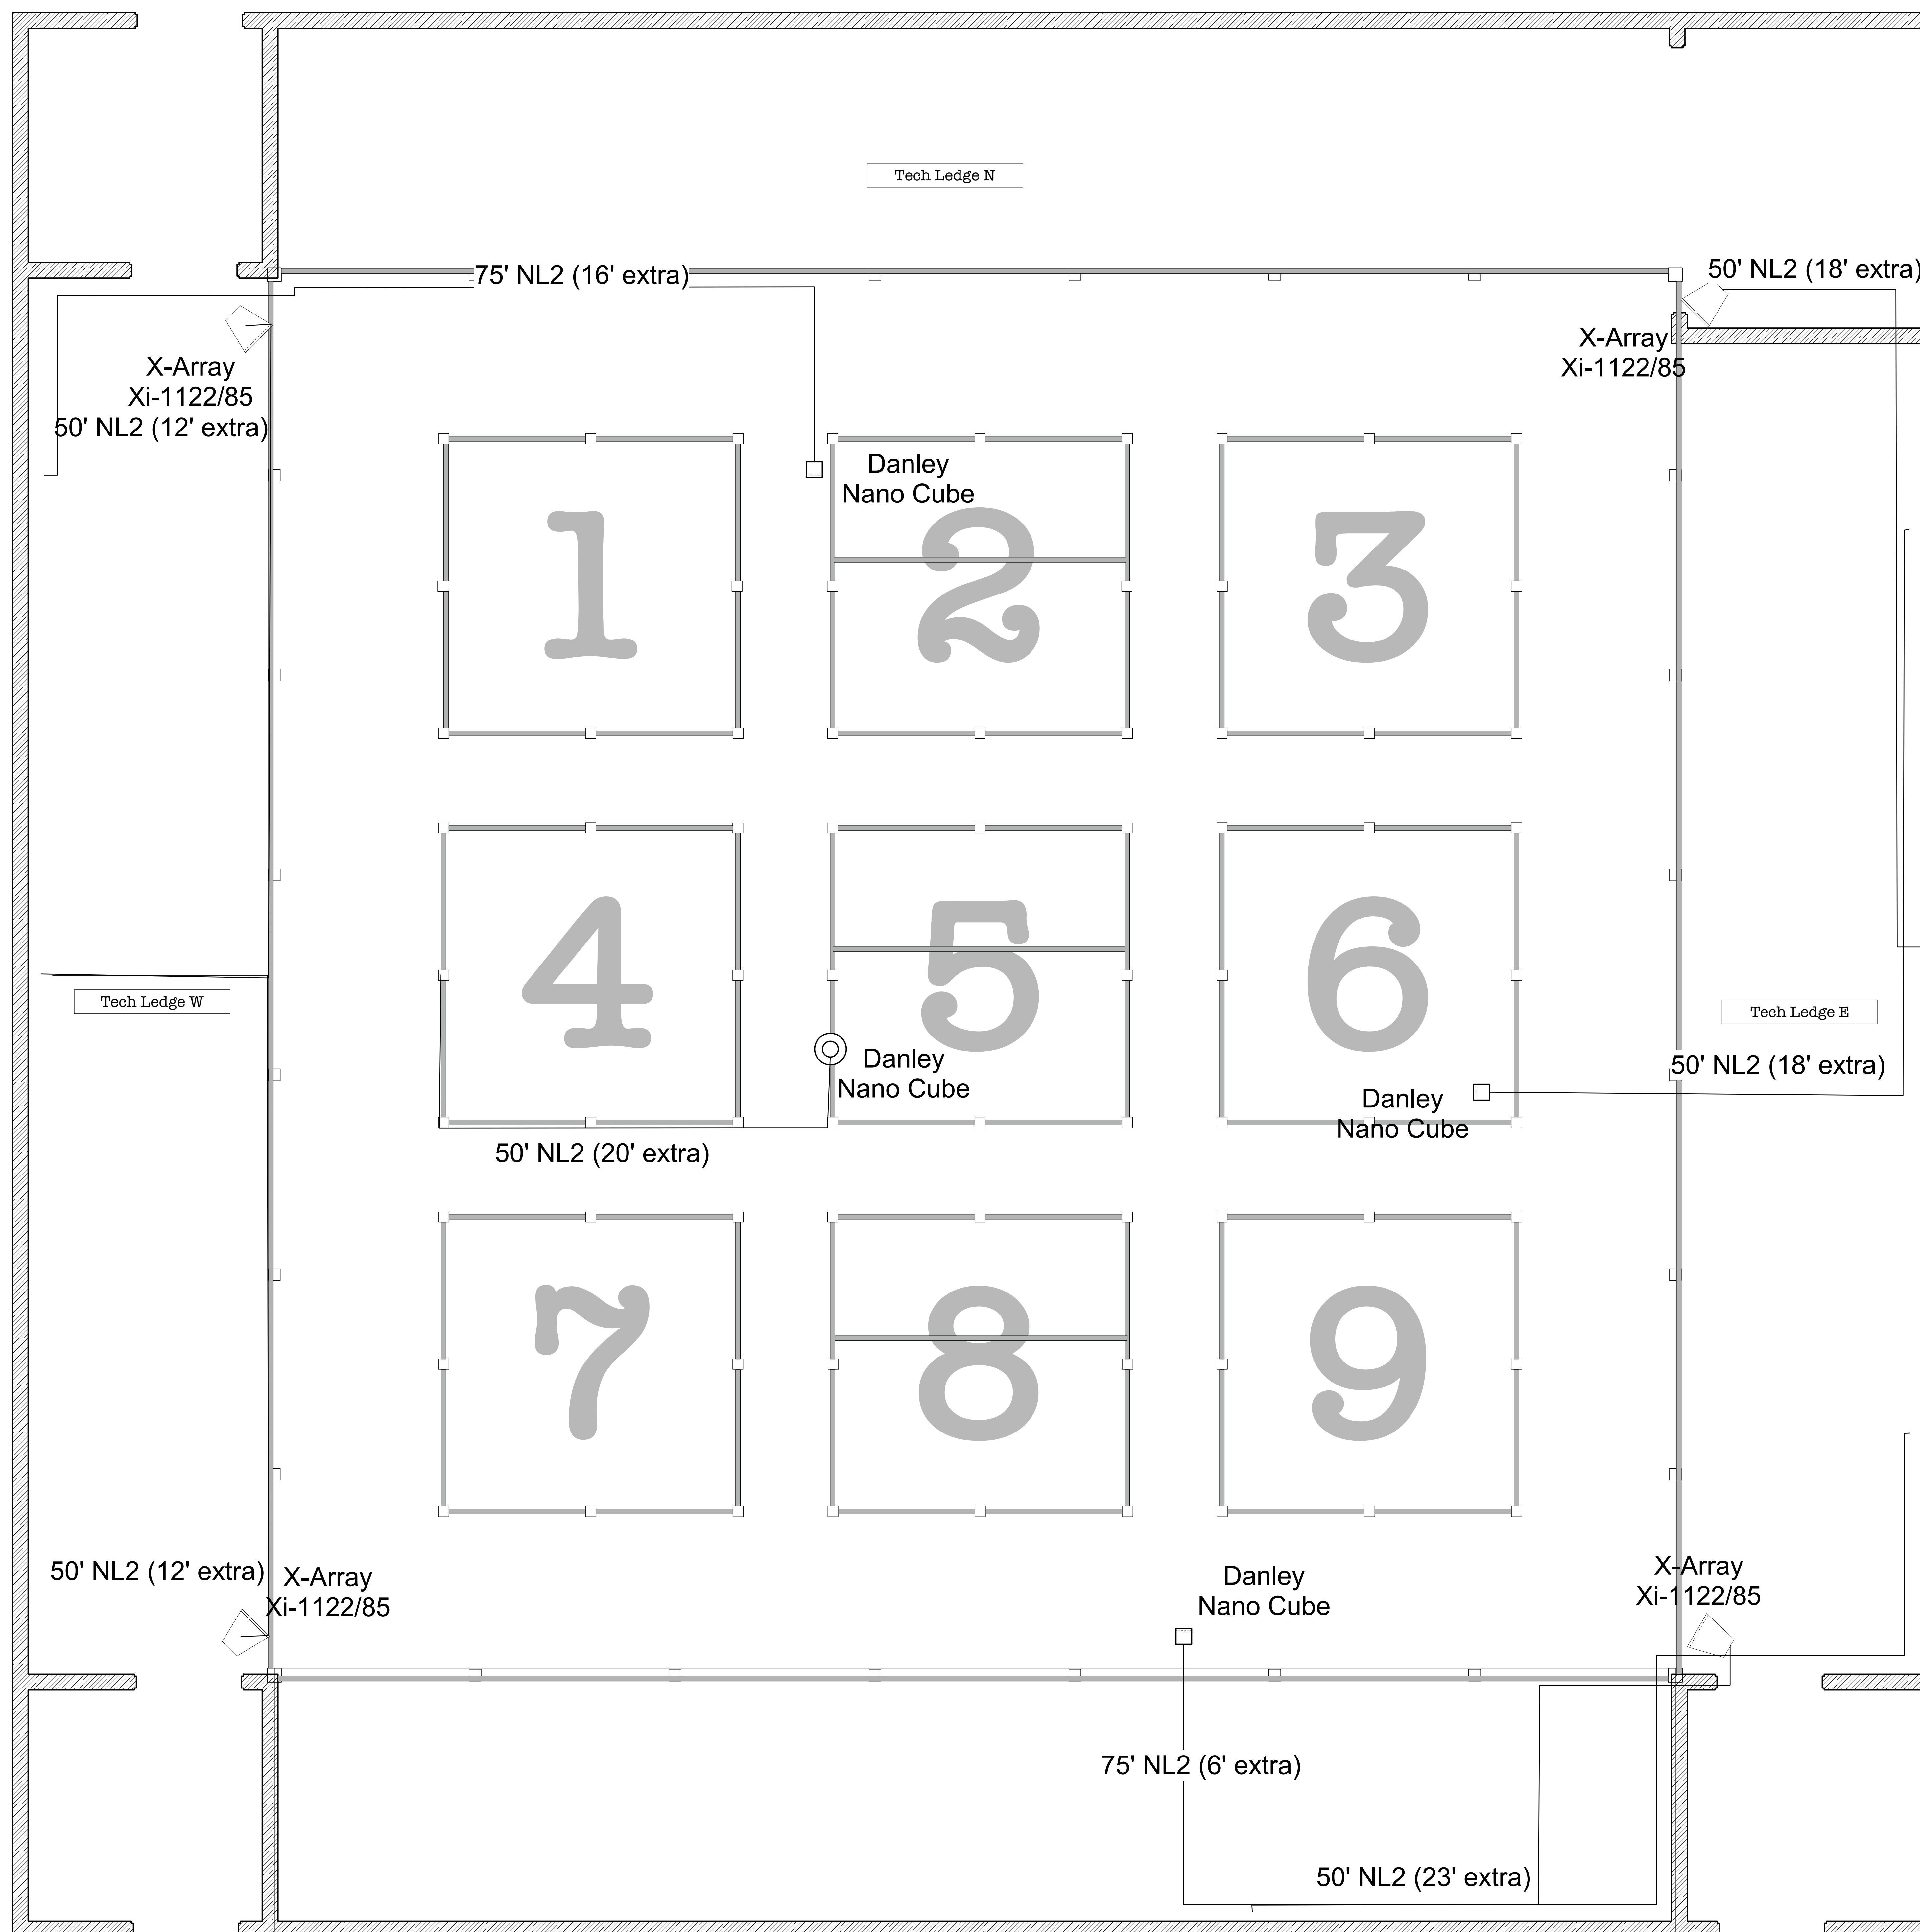 Tech Ledge N
75' NL2 (16' extra)
50' NL2 (18' extra)
X-Array
Xi-1122/85
50' NL2 (12' extra)
X-Array
Xi-1122/85
Danley
Nano Cube
1
2
3
4
5
6
Tech Ledge W
Tech Ledge E
Danley
Nano Cube
50' NL2 (18' extra)
Danley
Nano Cube
50' NL2 (20' extra)
7
8
9
50' NL2 (12' extra)
X-Array
Xi-1122/85
Danley
Nano Cube
X-Array
Xi-1122/85
75' NL2 (6' extra)
50' NL2 (23' extra)